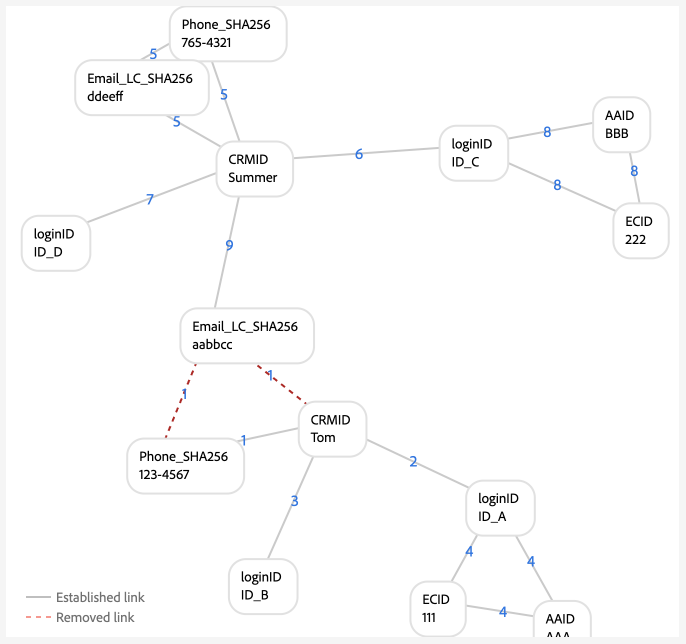 Phone_SHA256
765-4321
5
Email_LC_SHA256
ddeeff
5
5
CRMID
Summer
6
loginID
ID_C
8
AAID
BBB
8
8
ECID
222
7
loginID
ID_D
9
Email_LC_SHA256
aabbcc
1
1
CRMID
Tom
1
Phone_SHA256
123-4567
2
3
loginID
ID_A
loginID
ID_B
4
4
ECID
111
4
AAID
AAA
Established link
Removed link